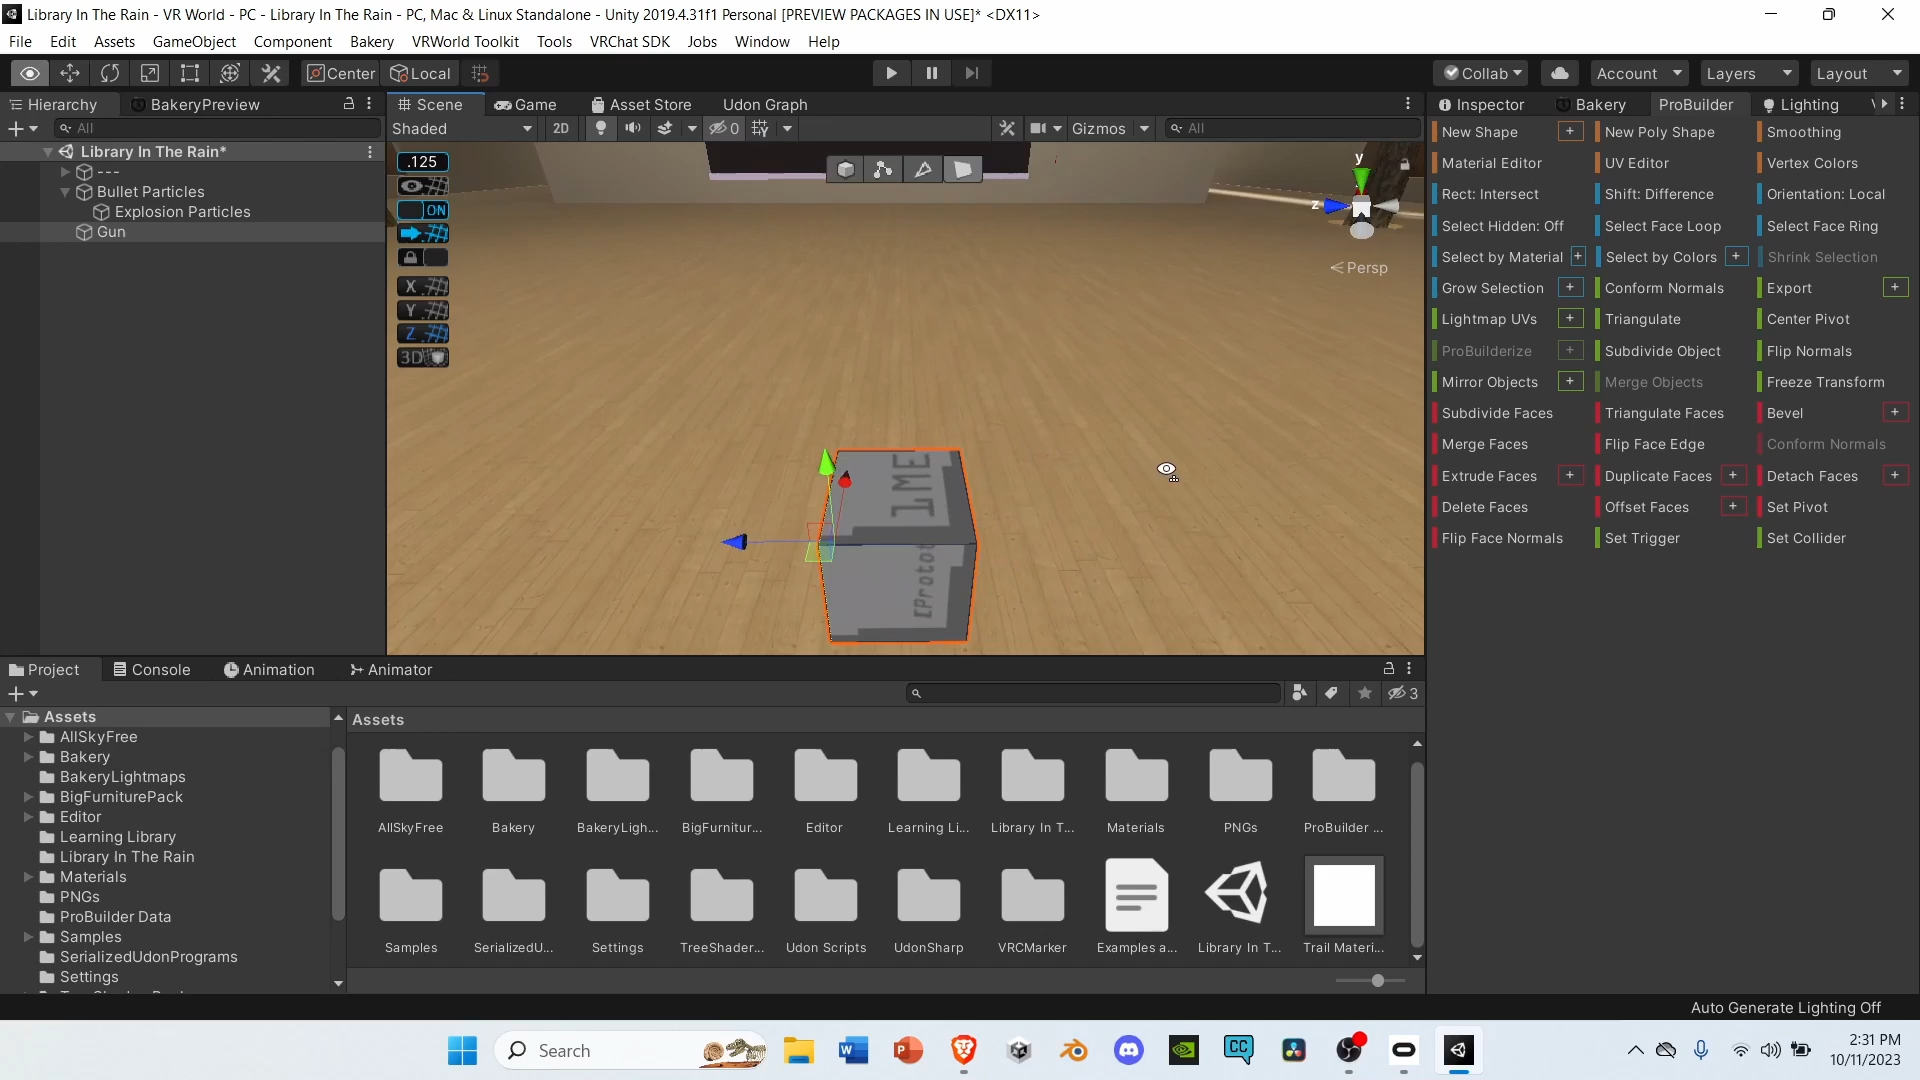 Library In The Rain - VR World - PC - Library In The Rain - PC, Mac & Linux Standalone - Unity 2019.4.31f1 Personal [PREVIEW PACKAGES IN USE]* <DX11>
File Edit Assets GameObject Component Bakery VRWorld Toolkit Tools VRChat SDK Jobs Window Help
Center Local Collab Account Layers Layout
Hierarchy BakeryPreview
All
Library In The Rain*
---
Bullet Particles
Explosion Particles
Gun
Scene Game Asset Store Udon Graph
Shaded 2D 0 Gizmos All
.125
ON
X
Y
Z
3D
y
z
Persp
1ME
[Protot
Inspector Bakery ProBuilder Lighting
New Shape + New Poly Shape Smoothing
Material Editor UV Editor Vertex Colors
Rect: Intersect Shift: Difference Orientation: Local
Select Hidden: Off Select Face Loop Select Face Ring
Select by Material + Select by Colors + Shrink Selection
Grow Selection + Conform Normals Export +
Lightmap UVs + Triangulate Center Pivot
ProBuilderize + Subdivide Object Flip Normals
Mirror Objects + Merge Objects Freeze Transform
Subdivide Faces Triangulate Faces Bevel +
Merge Faces Flip Face Edge Conform Normals
Extrude Faces + Duplicate Faces + Detach Faces +
Delete Faces Offset Faces + Set Pivot
Flip Face Normals Set Trigger Set Collider
Project Console Animation Animator
3
Assets
AllSkyFree
Bakery
BakeryLightmaps
BigFurniturePack
Editor
Learning Library
Library In The Rain
Materials
PNGs
ProBuilder Data
Samples
SerializedUdonPrograms
Settings
Assets
AllSkyFree Bakery BakeryLigh... BigFurnitur... Editor Learning Li... Library In T... Materials PNGs ProBuilder ...
Samples SerializedU... Settings TreeShader... Udon Scripts UdonSharp VRCMarker Examples a... Library In T... Trail Materi...
Auto Generate Lighting Off
Search
CC
2:31 PM
10/11/2023